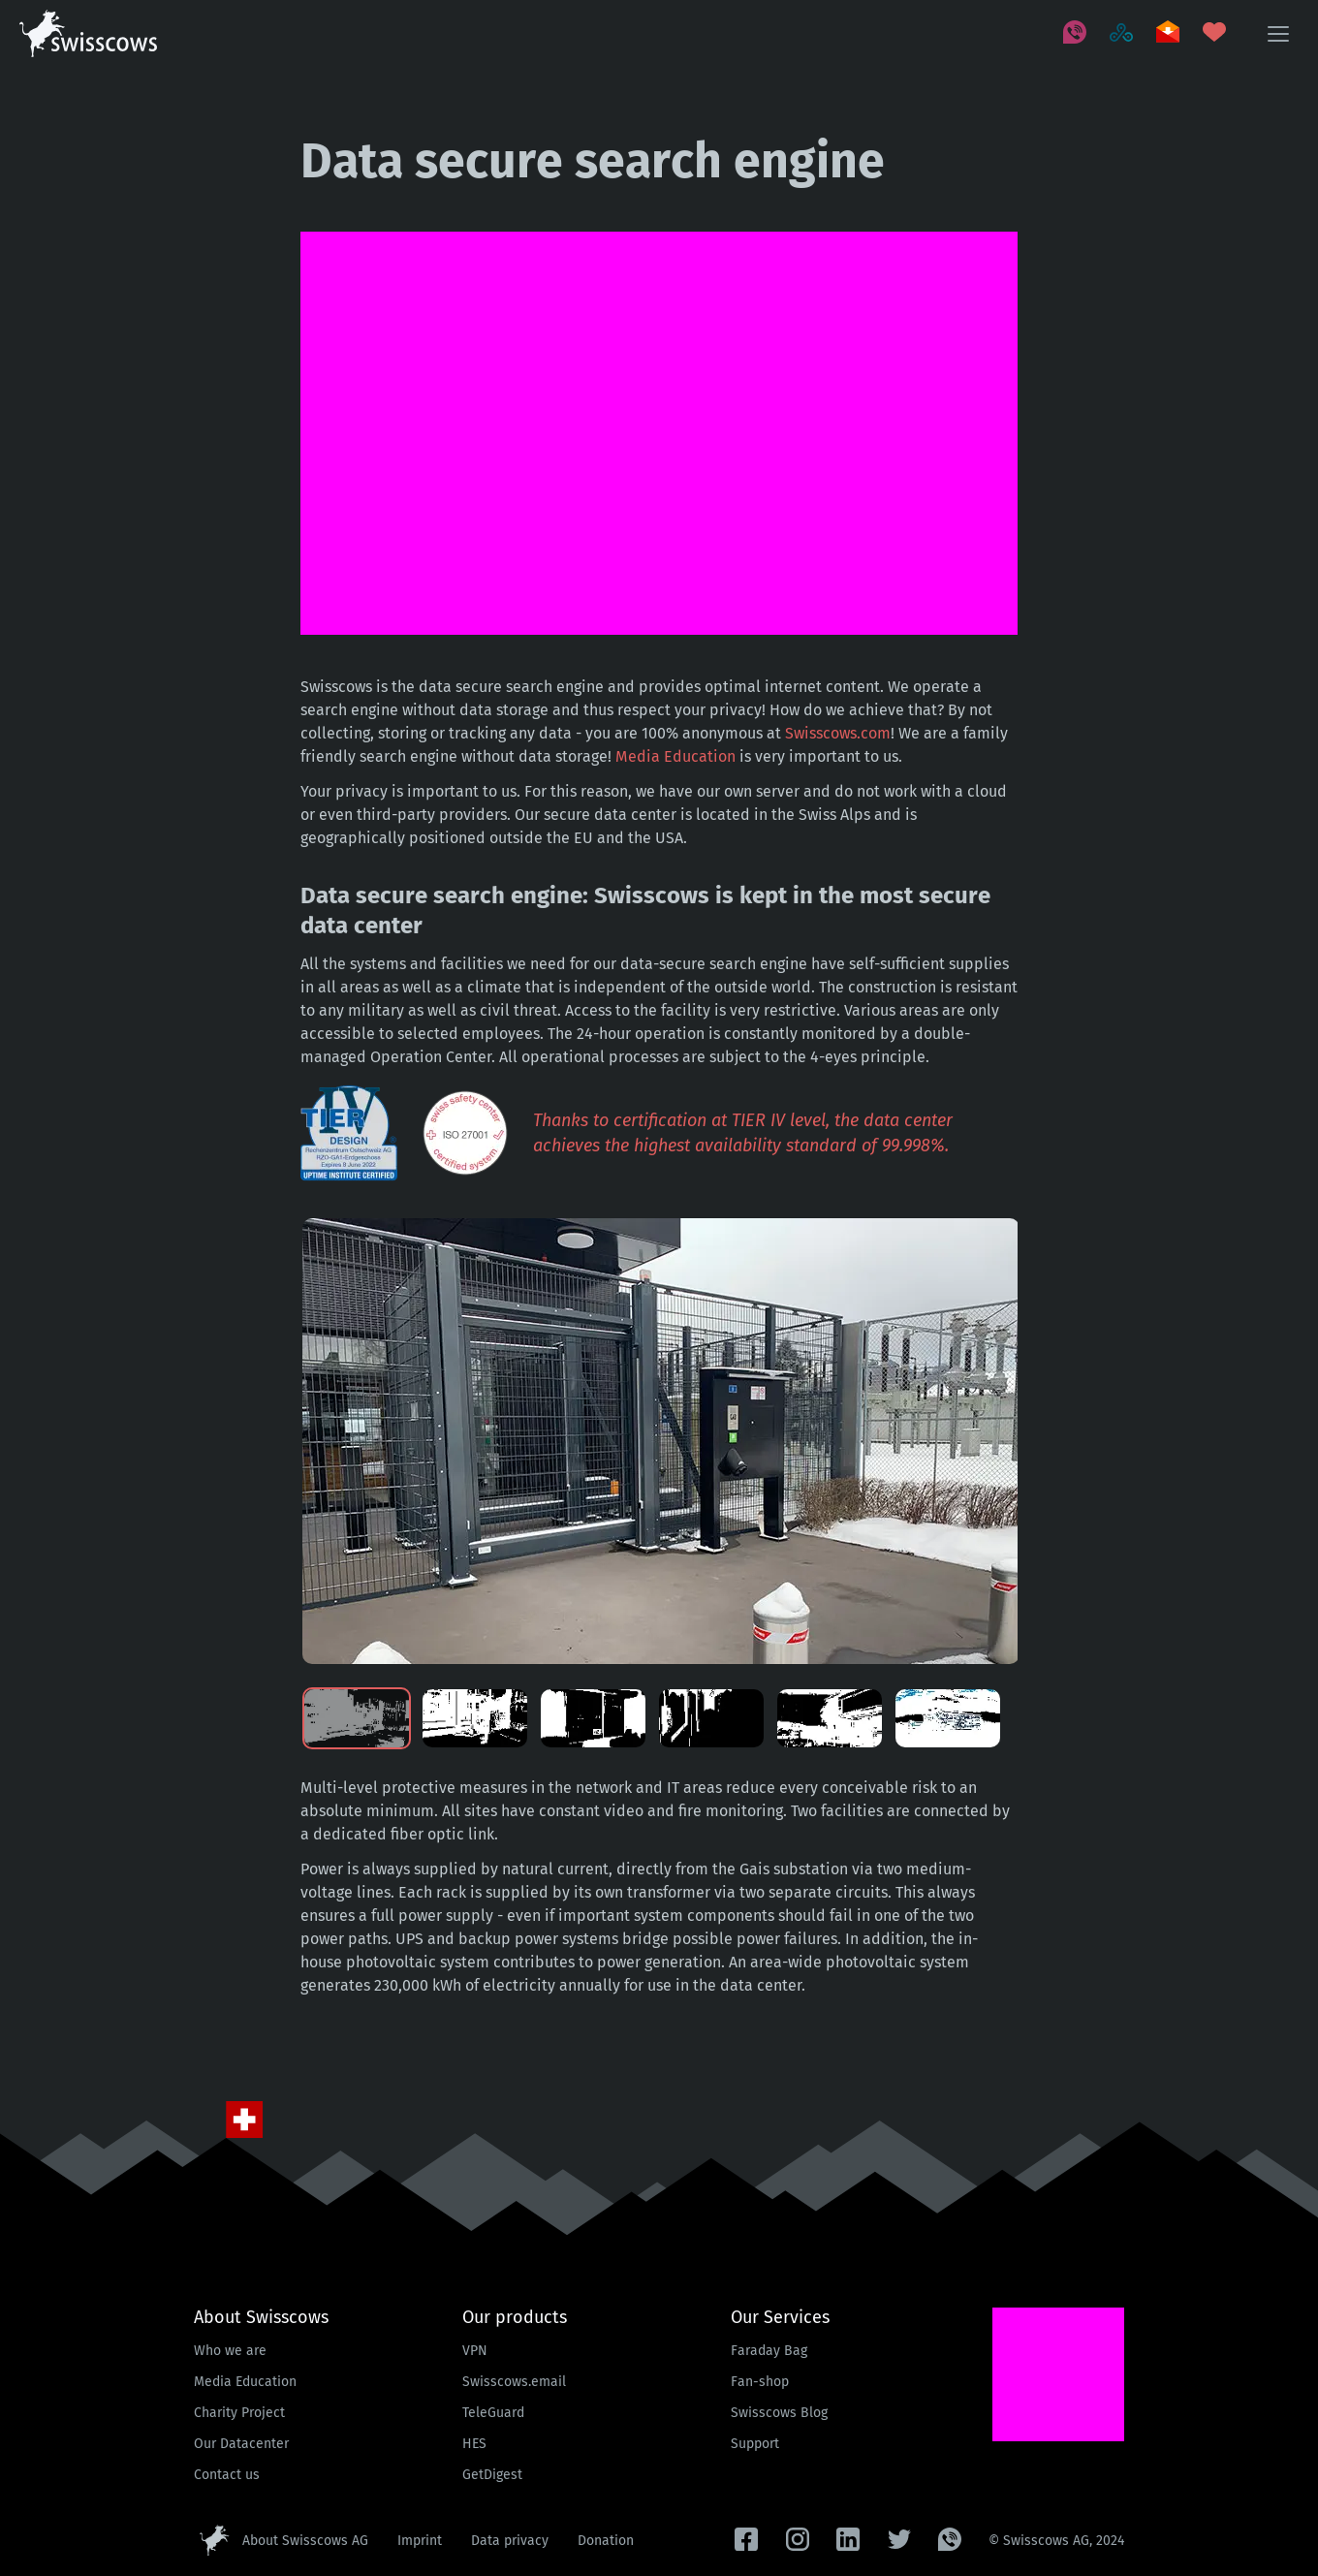 swisscows
Data secure search engine
Swisscows is the data secure search engine and provides optimal internet content. We operate a
search engine without data storage and thus respect your privacy! How do we achieve that? By not
collecting, storing or tracking any data - you are 100% anonymous at Swisscows.com! We are a family
friendly search engine without data storage! Media Education is very important to us.
Your privacy is important to us. For this reason, we have our own server and do not work with a cloud
or even third-party providers. Our secure data center is located in the Swiss Alps and is
geographically positioned outside the EU and the USA.
Data secure search engine: Swisscows is kept in the most secure
data center
All the systems and facilities we need for our data-secure search engine have self-sufficient supplies
in all areas as well as a climate that is independent of the outside world. The construction is resistant
to any military as well as civil threat. Access to the facility is very restrictive. Various areas are only
accessible to selected employees. The 24-hour operation is constantly monitored by a double-
managed Operation Center. All operational processes are subject to the 4-eyes principle.
IV
TIER
DESIGN
Rechenzentrum Ostschweiz AG
RZO-GA1-Erdgeschoss
Expires 9 June 2022
UPTIME INSTITUTE CERTIFIED
swiss safety center
ISO 27001
certified system
Thanks to certification at TIER IV level, the data center
achieves the highest availability standard of 99.998%.
Multi-level protective measures in the network and IT areas reduce every conceivable risk to an
absolute minimum. All sites have constant video and fire monitoring. Two facilities are connected by
a dedicated fiber optic link.
Power is always supplied by natural current, directly from the Gais substation via two medium-
voltage lines. Each rack is supplied by its own transformer via two separate circuits. This always
ensures a full power supply - even if important system components should fail in one of the two
power paths. UPS and backup power systems bridge possible power failures. In addition, the in-
house photovoltaic system contributes to power generation. An area-wide photovoltaic system
generates 230,000 kWh of electricity annually for use in the data center.
About Swisscows
Who we are
Media Education
Charity Project
Our Datacenter
Contact us
Our products
VPN
Swisscows.email
TeleGuard
HES
GetDigest
Our Services
Faraday Bag
Fan-shop
Swisscows Blog
Support
About Swisscows AG
Imprint
Data privacy
Donation
© Swisscows AG, 2024